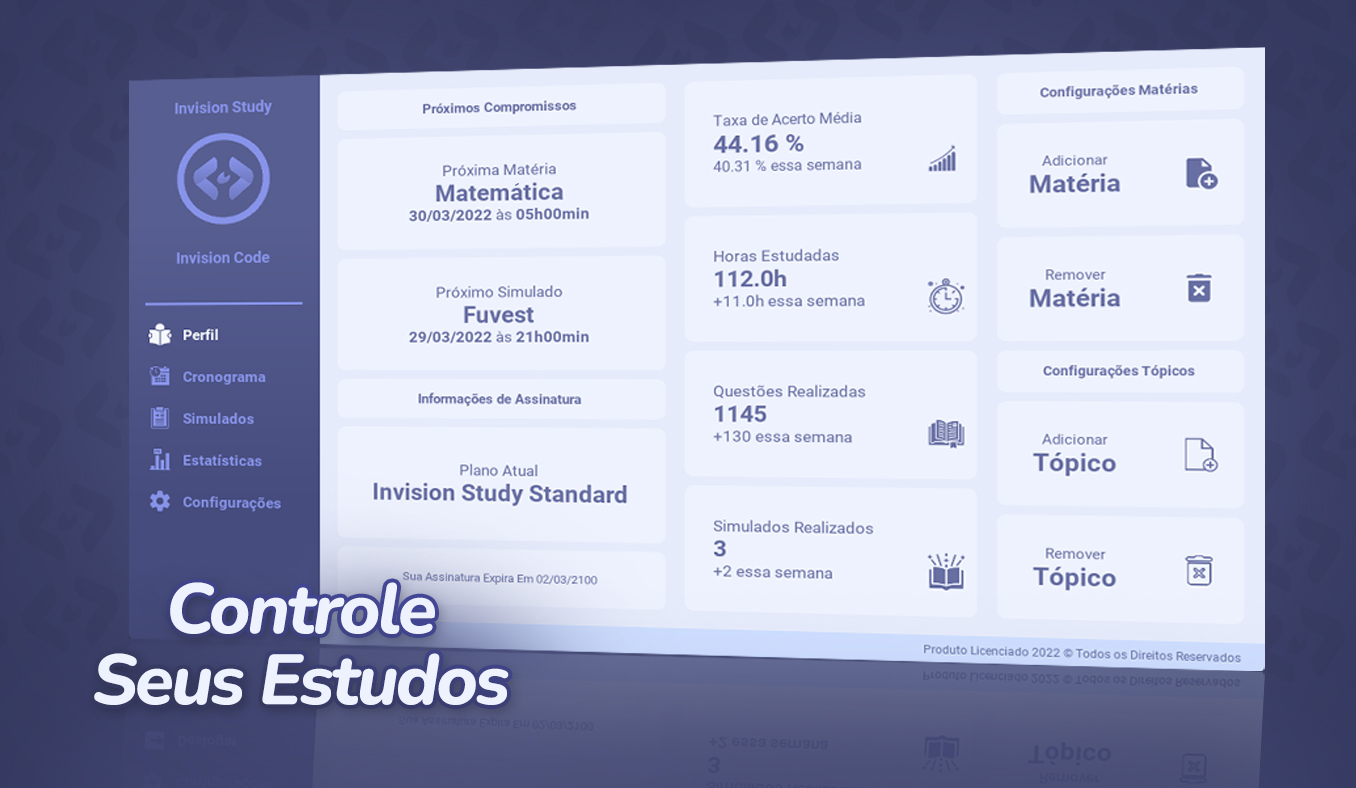 Invision Study
Invision Code
Perfil
Cronograma
Simulados
Estatísticas
Configurações
Próximos Compromissos
Próxima Matéria
Matemática
30/03/2022 às 05h00min
Próximo Simulado
Fuvest
29/03/2022 às 21h00min
Informações de Assinatura
Plano Atual
Invision Study Standard
Sua Assinatura Expira Em 02/03/2100
Taxa de Acerto Média
44.16 %
40.31 % essa semana
Horas Estudadas
112.0h
+11.0h essa semana
Questões Realizadas
1145
+130 essa semana
Simulados Realizados
3
+2 essa semana
Configurações Matérias
Adicionar
Matéria
Remover
Matéria
Configurações Tópicos
Adicionar
Tópico
Remover
Tópico
Produto Licenciado 2022 © Todos os Direitos Reservados
Controle
Seus Estudos